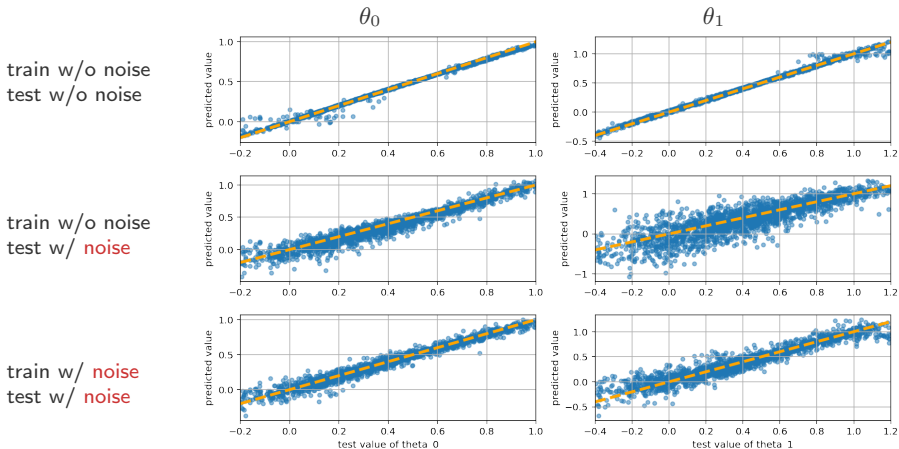 θ₀ θ₁
train w/o noise
test w/o noise
predicted value
1.0
0.5
0.0
−0.2 0.0 0.2 0.4 0.6 0.8 1.0
predicted value
1.0
0.5
0.0
−0.5
−0.4 −0.2 0.0 0.2 0.4 0.6 0.8 1.0 1.2
train w/o noise
test w/ noise
predicted value
1.0
0.5
0.0
−0.2 0.0 0.2 0.4 0.6 0.8 1.0
predicted value
1
0
−1
−0.4 −0.2 0.0 0.2 0.4 0.6 0.8 1.0 1.2
train w/ noise
test w/ noise
predicted value
1.0
0.5
0.0
−0.2 0.0 0.2 0.4 0.6 0.8 1.0
test value of theta_0
predicted value
1.0
0.5
0.0
−0.5
−0.4 −0.2 0.0 0.2 0.4 0.6 0.8 1.0 1.2
test value of theta_1